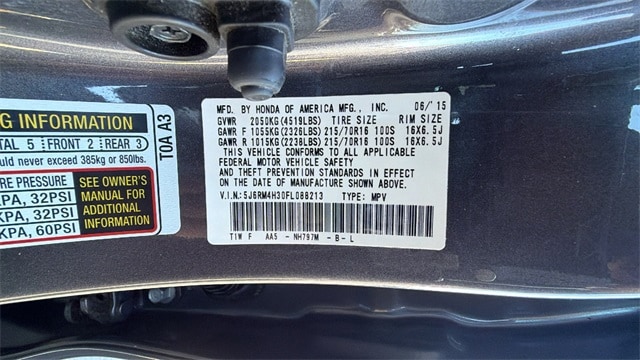 G INFORMATION
TAL 5 FRONT 2 REAR 3
ould never exceed 385kg or 850lbs.
RE PRESSURE
PA, 32PSI
KPA, 32PSI
KPA, 60PSI
SEE OWNER'S
MANUAL FOR
ADDITIONAL
INFORMATION
T0A A3
MFD. BY HONDA OF AMERICA MFG., INC. 06/'15
GVWR 2050KG(4519LBS) TIRE SIZE RIM SIZE
GAWR F 1055KG(2326LBS)215/70R16 100S 16X6.5J
GAWR R 1015KG(2238LBS)215/70R16 100S 16X6.5J
THIS VEHICLE CONFORMS TO ALL APPLICABLE
FEDERAL MOTOR VEHICLE SAFETY
AND THEFT PREVENTION STANDARDS IN EFFECT
ON THE DATE OF MANUFACTURE SHOWN ABOVE.
V.I.N.:5J6RM4H30FL086213 TYPE: MPV
T1W F AA5 - NH797M - B - L